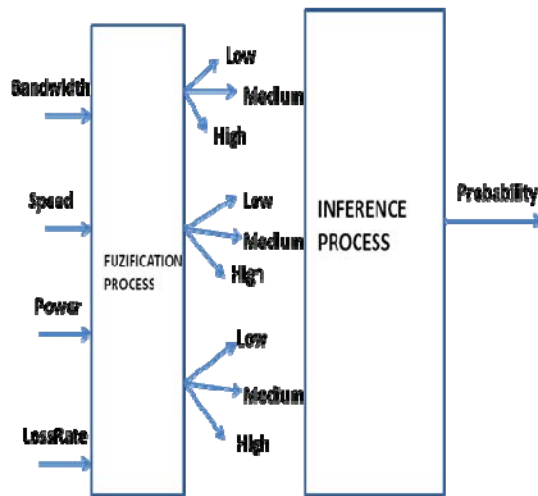 Bandwidth
Speed
Power
LossRate
FUZIFICATION
PROCESS
Low
Medium
High
Low
Medium
High
Low
Medium
High
INFERENCE
PROCESS
Probability